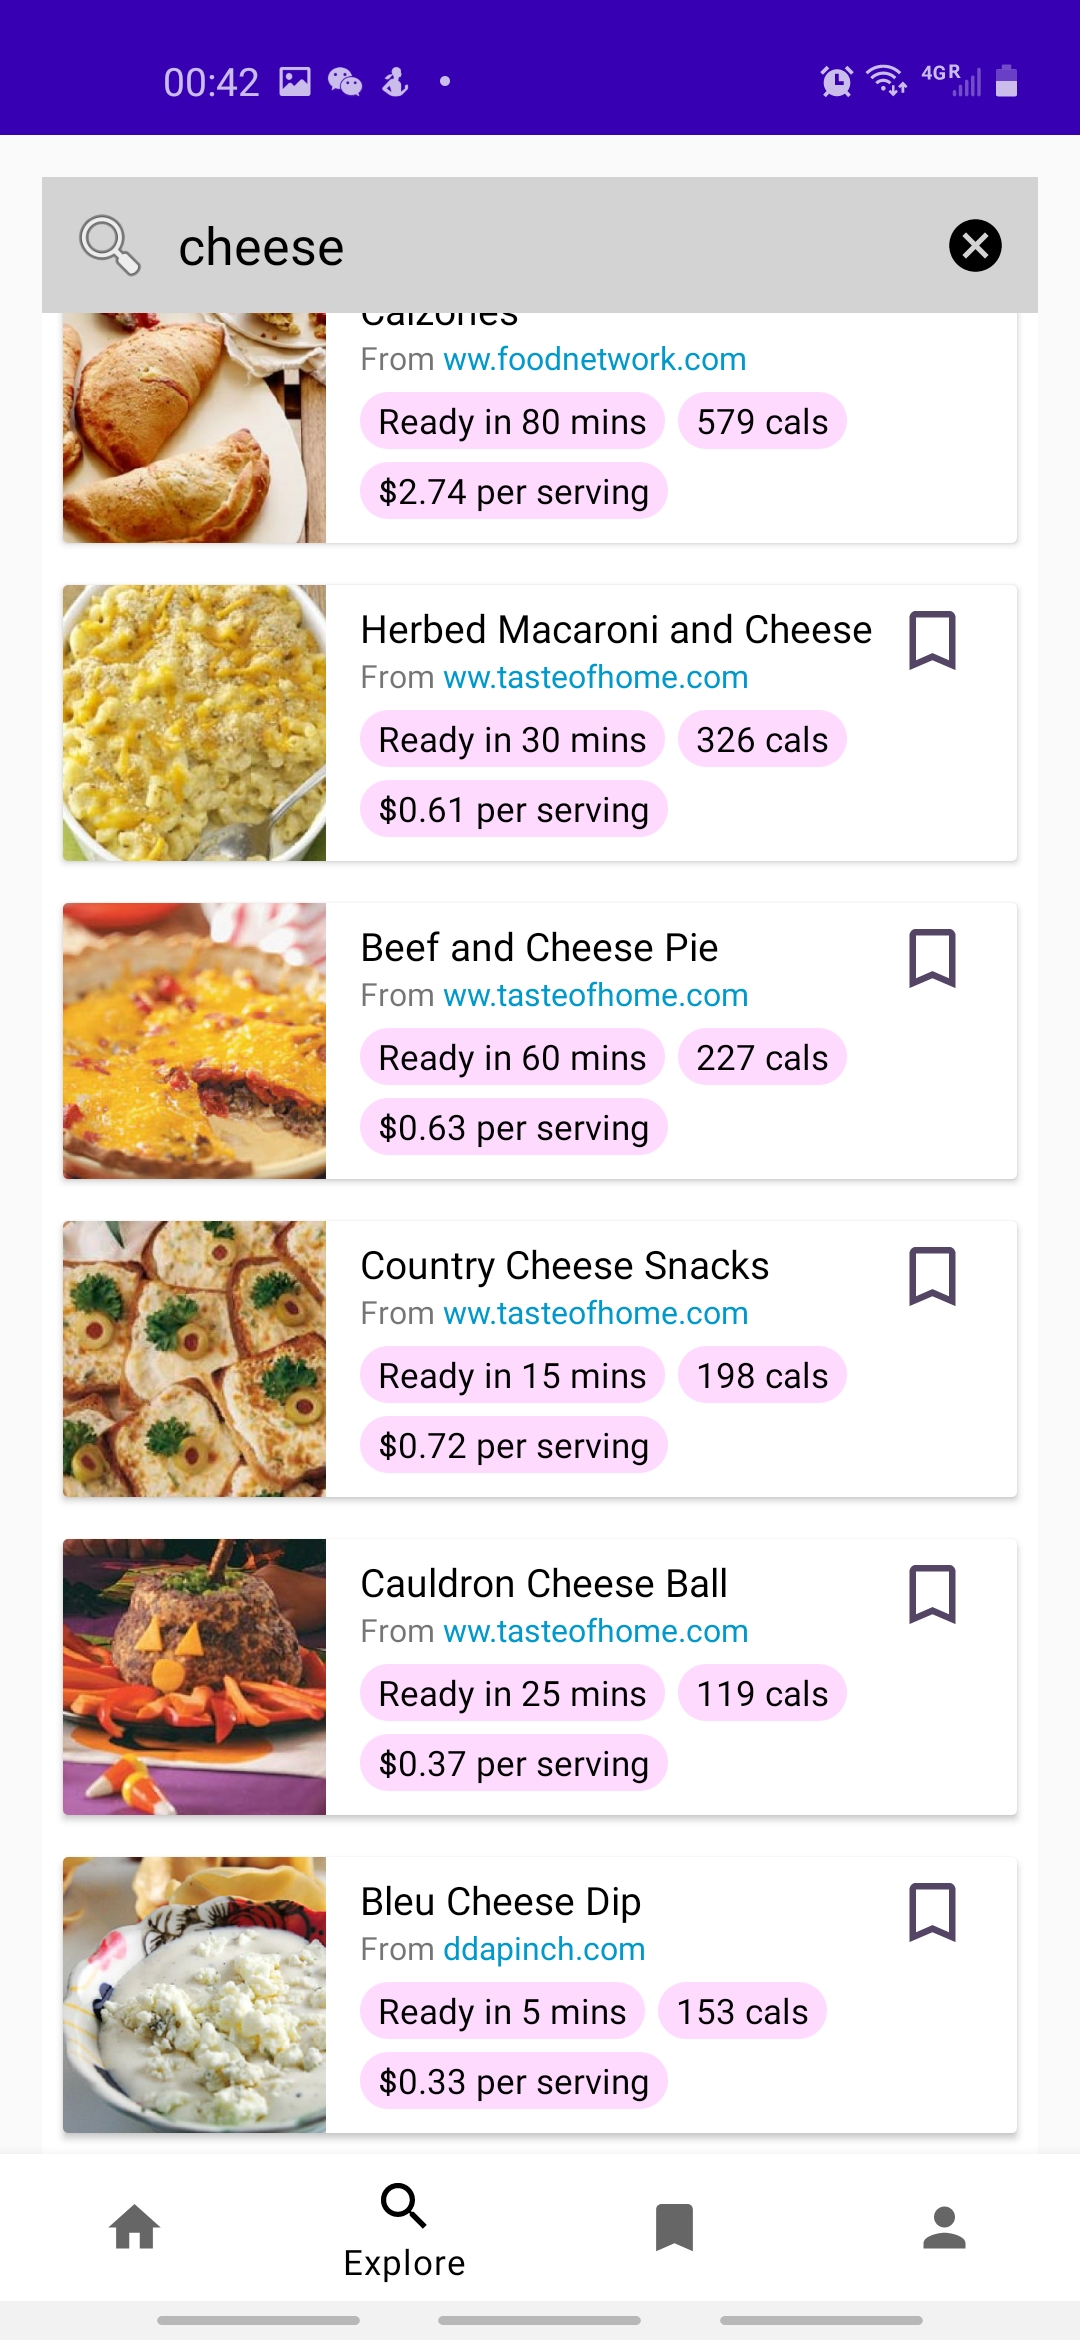 00:42
4G R
cheese
Calzones
From ww.foodnetwork.com
Ready in 80 mins 579 cals
$2.74 per serving
Herbed Macaroni and Cheese
From ww.tasteofhome.com
Ready in 30 mins 326 cals
$0.61 per serving
Beef and Cheese Pie
From ww.tasteofhome.com
Ready in 60 mins 227 cals
$0.63 per serving
Country Cheese Snacks
From ww.tasteofhome.com
Ready in 15 mins 198 cals
$0.72 per serving
Cauldron Cheese Ball
From ww.tasteofhome.com
Ready in 25 mins 119 cals
$0.37 per serving
Bleu Cheese Dip
From ddapinch.com
Ready in 5 mins 153 cals
$0.33 per serving
Explore